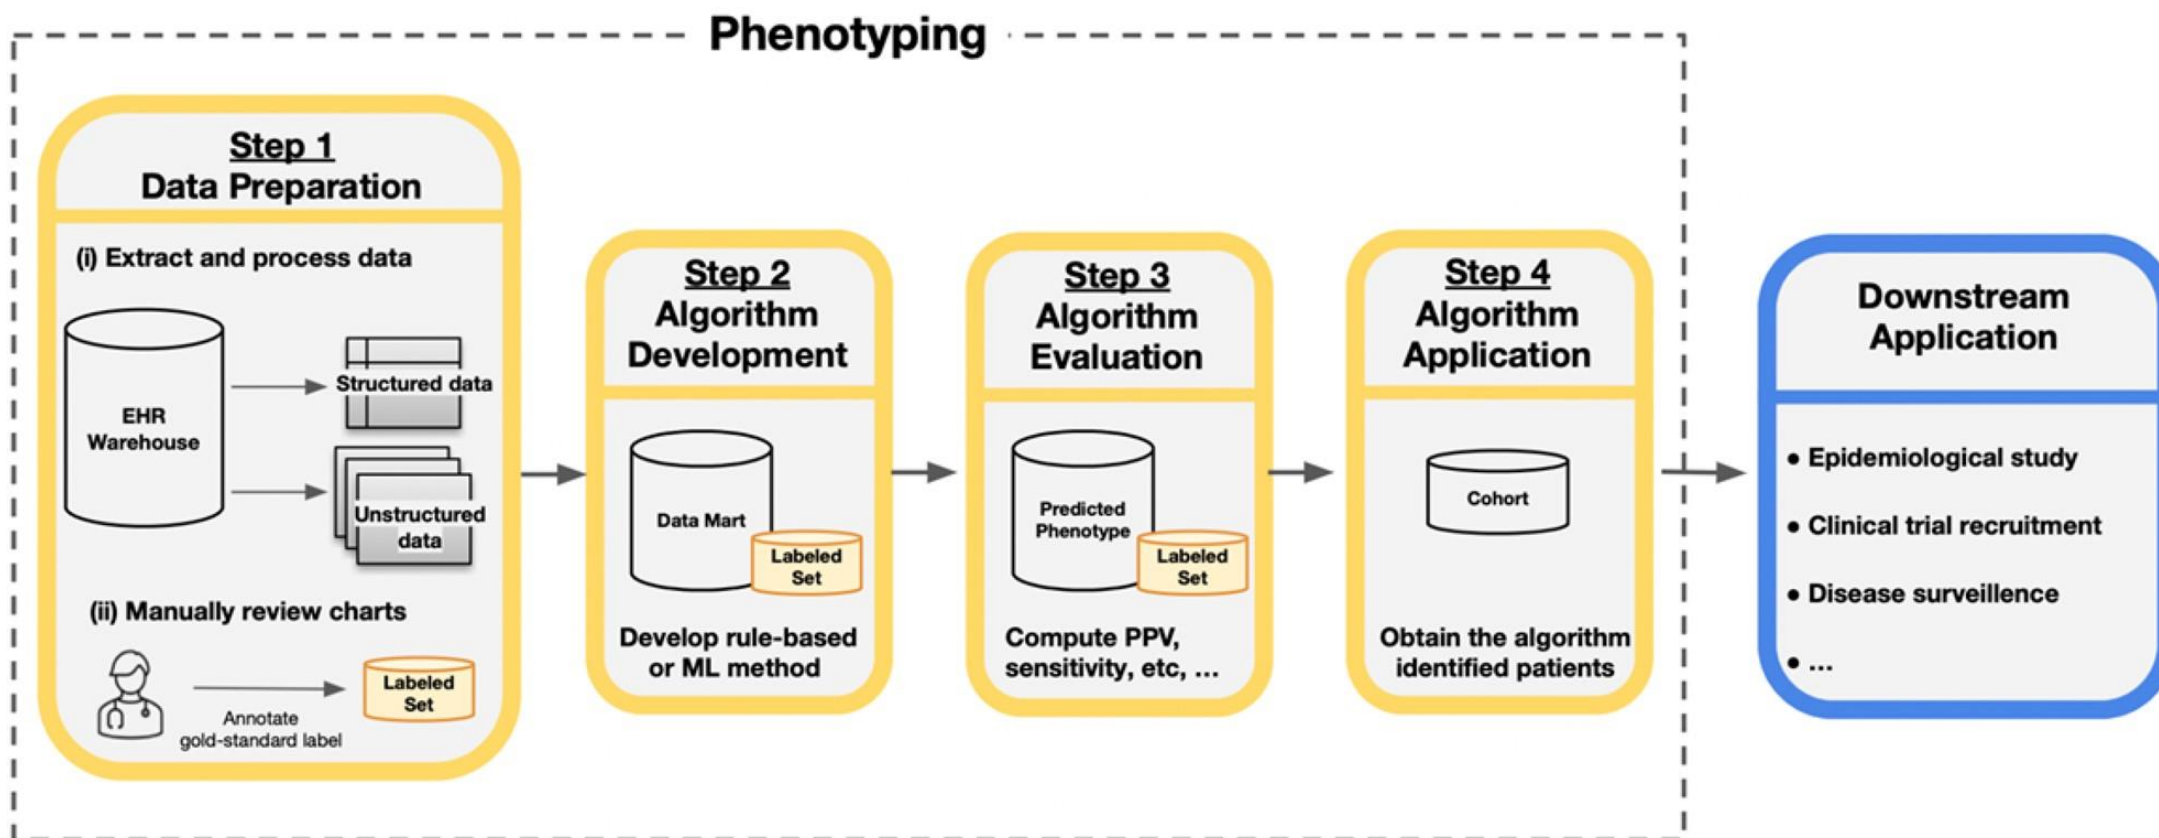 Phenotyping
Step 1
Data Preparation
(i) Extract and process data
EHR
Warehouse
Structured data
Unstructured
data
(ii) Manually review charts
Annotate
gold-standard label
Labeled
Set
Step 2
Algorithm
Development
Data Mart
Labeled
Set
Develop rule-based
or ML method
Step 3
Algorithm
Evaluation
Predicted
Phenotype
Labeled
Set
Compute PPV,
sensitivity, etc, ...
Step 4
Algorithm
Application
Cohort
Obtain the algorithm
identified patients
Downstream
Application
• Epidemiological study
• Clinical trial recruitment
• Disease surveillence
• ...